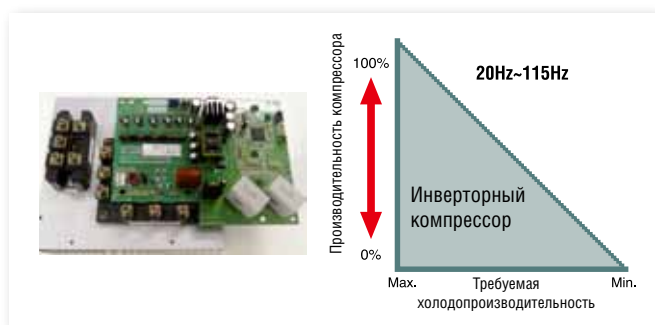 Производительность компрессора
100%
0%
20Hz~115Hz
Инверторный
компрессор
Max.
Требуемая
холодопроизводительность
Min.